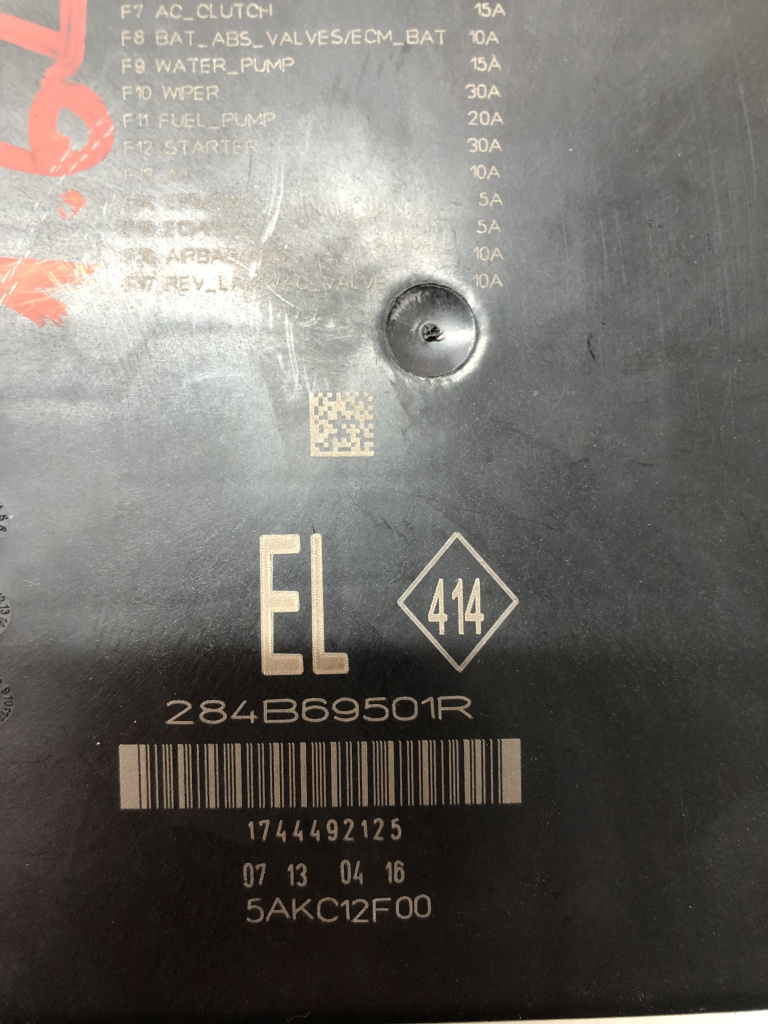 F7 AC_CLUTCH 15A
F8 BAT_ABS_VALVES/ECM_BAT 10A
F9 WATER_PUMP 15A
F10 WIPER 30A
F11 FUEL_PUMP 20A
F12 STARTER 30A
10A
5A
5A
10A
F17 10A
EL
414
284B69501R
1744492125
07 13 04 16
5AKC12F00